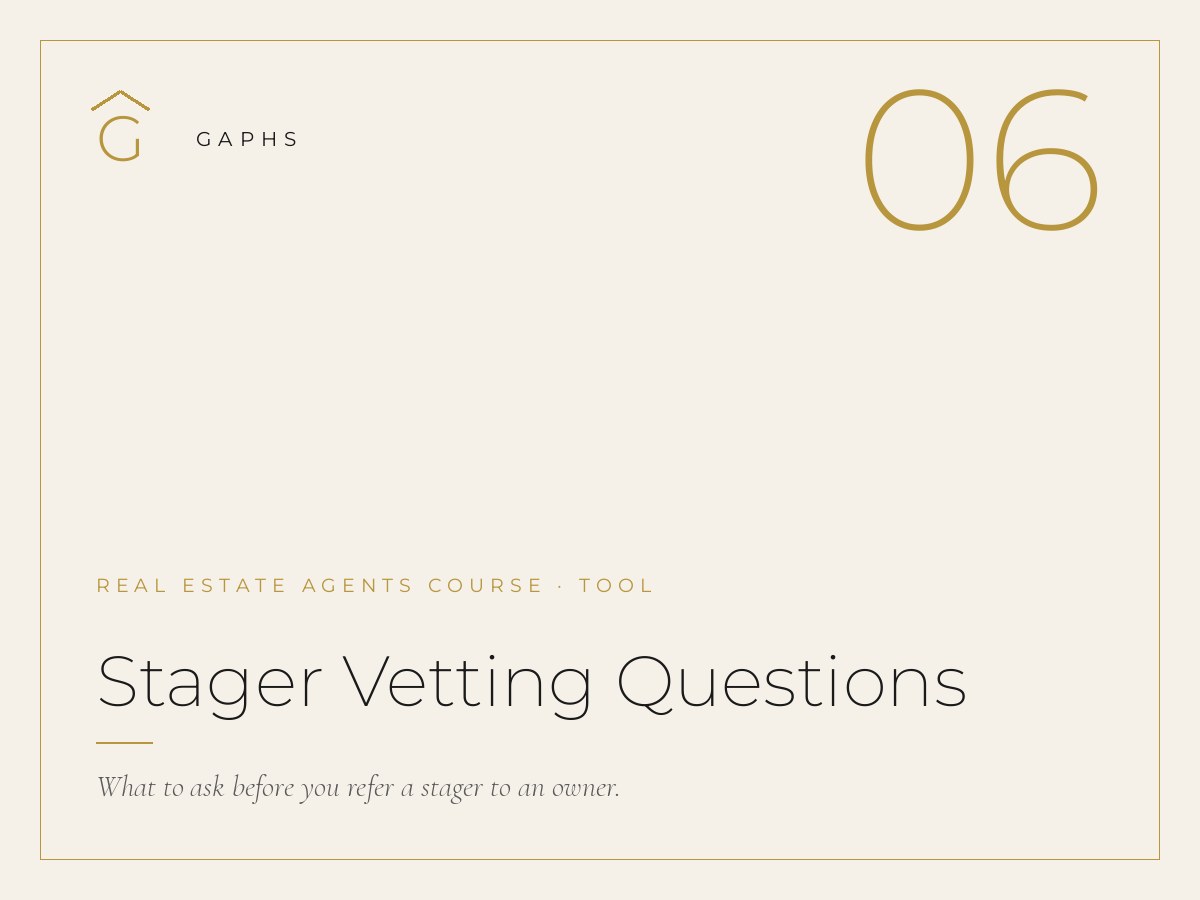 G
GAPHS
06
REAL ESTATE AGENTS COURSE · TOOL
Stager Vetting Questions
What to ask before you refer a stager to an owner.